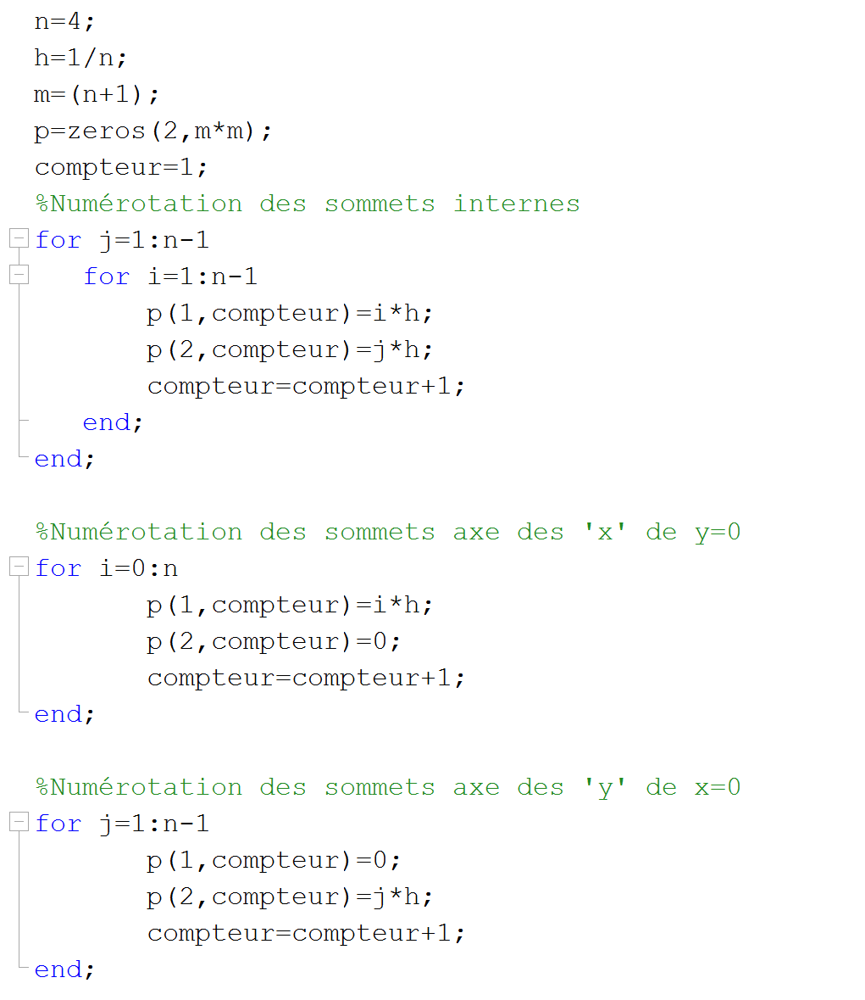 n=4;
h=1/n;
m=(n+1);
p=zeros(2,m*m);
compteur=1;
%Numérotation des sommets internes
for j=1:n-1
for i=1:n-1
p(1,compteur)=i*h;
p(2,compteur)=j*h;
compteur=compteur+1;
end;
end;
%Numérotation des sommets axe des 'x' de y=0
for i=0:n
p(1,compteur)=i*h;
p(2,compteur)=0;
compteur=compteur+1;
end;
%Numérotation des sommets axe des 'y' de x=0
for j=1:n-1
p(1,compteur)=0;
p(2,compteur)=j*h;
compteur=compteur+1;
end;